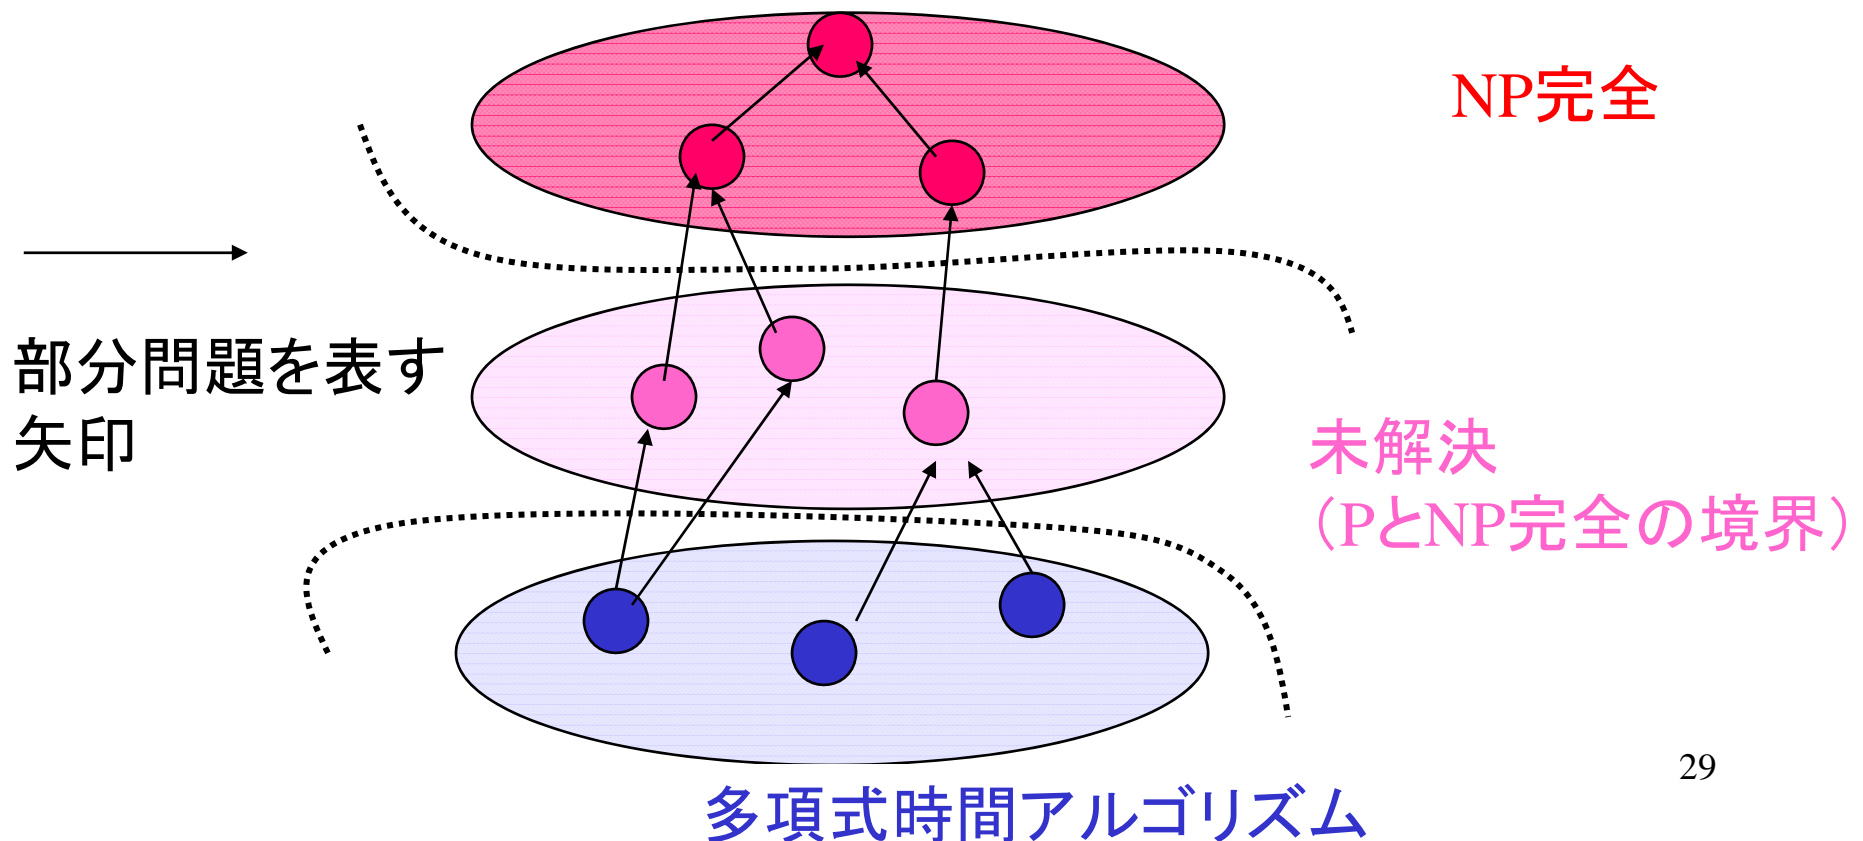 NP完全
部分問題を表す
矢印
未解決
（PとNP完全の境界）
29
多項式時間アルゴリズム